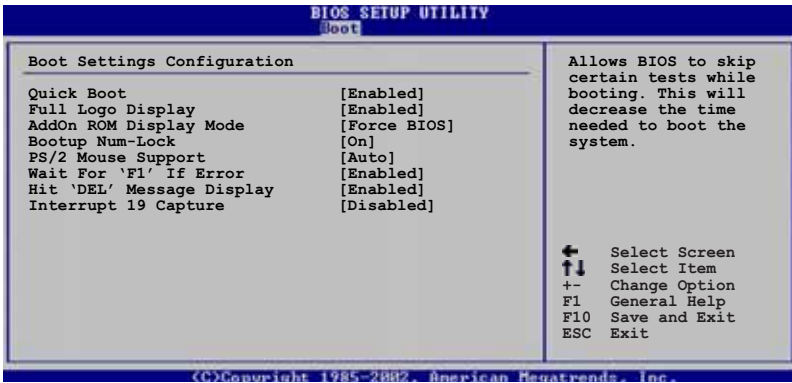 BIOS SETUP UTILITY
Boot
Boot Settings Configuration
Quick Boot [Enabled]
Full Logo Display [Enabled]
AddOn ROM Display Mode [Force BIOS]
Bootup Num-Lock [On]
PS/2 Mouse Support [Auto]
Wait For ‘F1’ If Error [Enabled]
Hit ‘DEL’ Message Display [Enabled]
Interrupt 19 Capture [Disabled]
Allows BIOS to skip
certain tests while
booting. This will
decrease the time
needed to boot the
system.
← Select Screen
↑↓ Select Item
+- Change Option
F1 General Help
F10 Save and Exit
ESC Exit
(C)Copyright 1985-2002, American Megatrends, Inc.